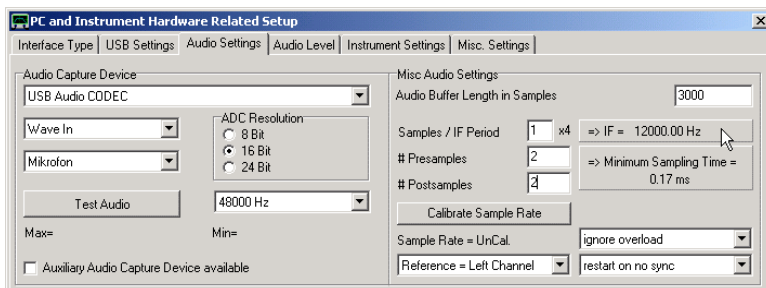 PC and Instrument Hardware Related Setup
Interface Type USB Settings Audio Settings Audio Level Instrument Settings Misc. Settings
Audio Capture Device
USB Audio CODEC
Wave In
Mikrofon
ADC Resolution
8 Bit
16 Bit
24 Bit
Test Audio
48000 Hz
Max= Min=
Auxiliary Audio Capture Device available
Misc Audio Settings
Audio Buffer Length in Samples 3000
Samples / IF Period 1 x4 => IF = 12000.00 Hz
# Presamples 2
# Postsamples 2
=> Minimum Sampling Time =
0.17 ms
Calibrate Sample Rate
Sample Rate = UnCal. ignore overload
Reference = Left Channel restart on no sync